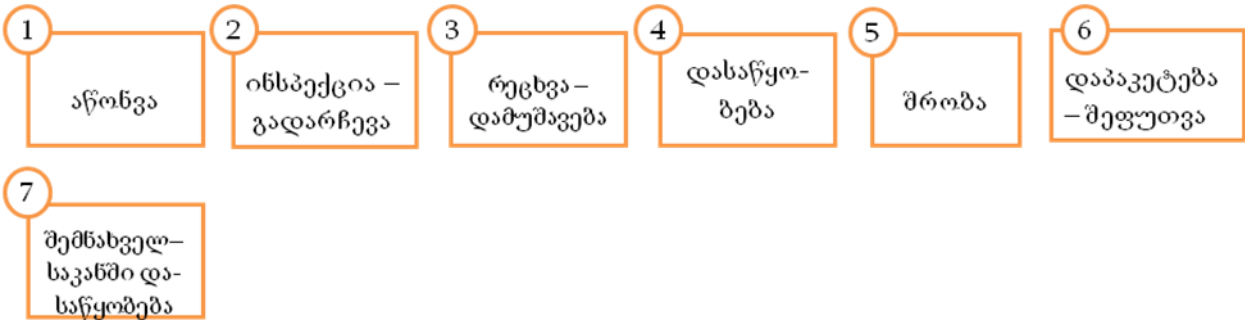 1
აწონვა
2
ინსპექცია –
გადარჩევა
3
რეცხვა –
დამუშავება
4
დასაწყო-
ბება
5
შრობა
6
დაპაკეტება
– შეფუთვა
7
შემნახველ–
საკანში და-
საწყობება